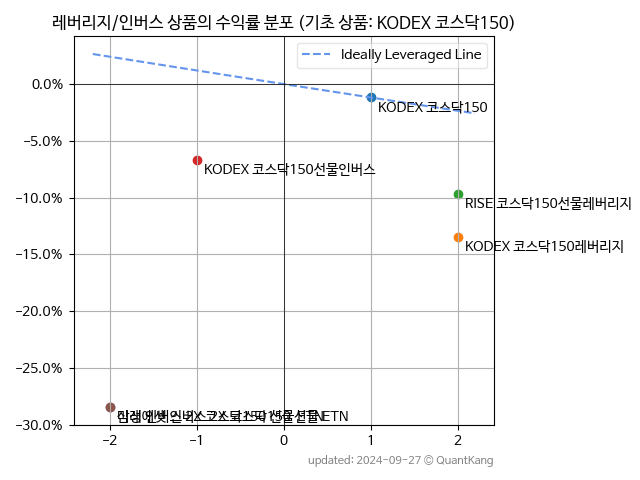 레버리지/인버스 상품의 수익률 분포 (기초 상품: KODEX 코스닥150)
Ideally Leveraged Line
0.0%
KODEX 코스닥150
−5.0%
KODEX 코스닥150선물인버스
−10.0%
RISE 코스닥150선물레버리지
KODEX 코스닥150레버리지
−15.0%
−20.0%
−25.0%
ETN
−30.0%
−2 −1 0 1 2
updated: 2024-09-27 © QuantKang